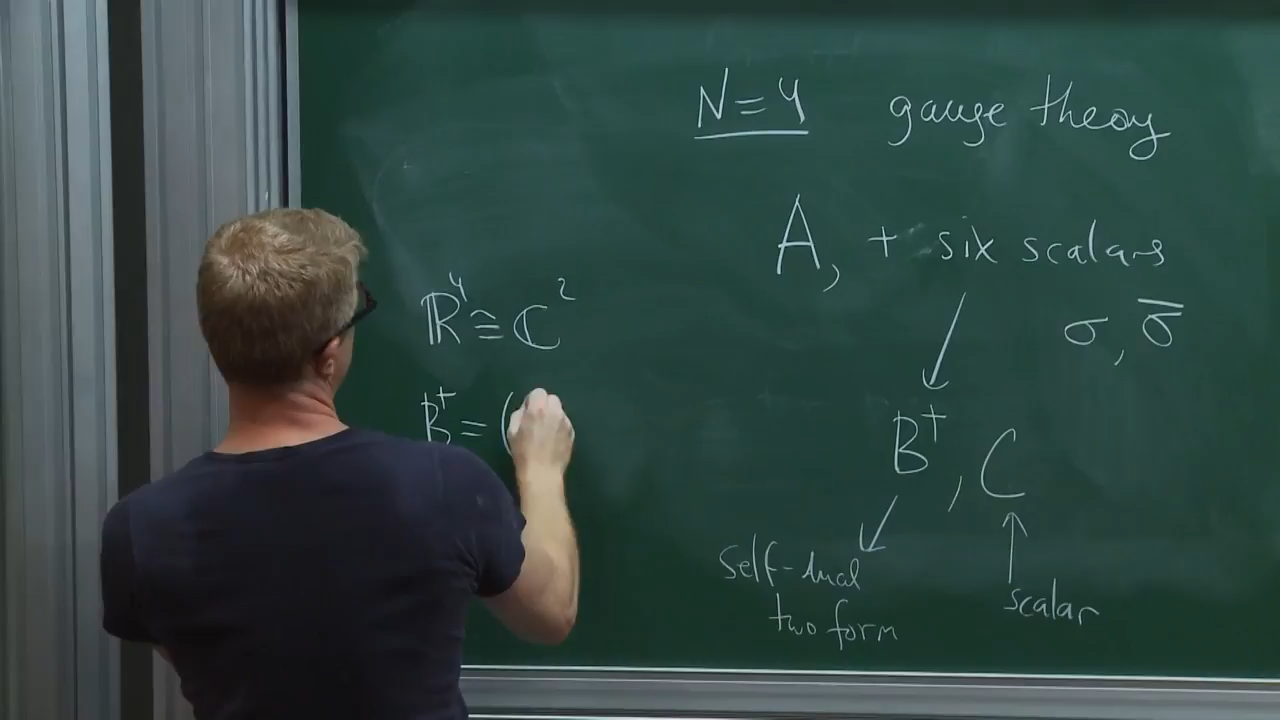 N=4 gauge theory
A, + six scalars
σ, σ̅
B⁺, C
self-dual
two form
scalar
ℝ⁴ ≅ ℂ²
B⁺ = (